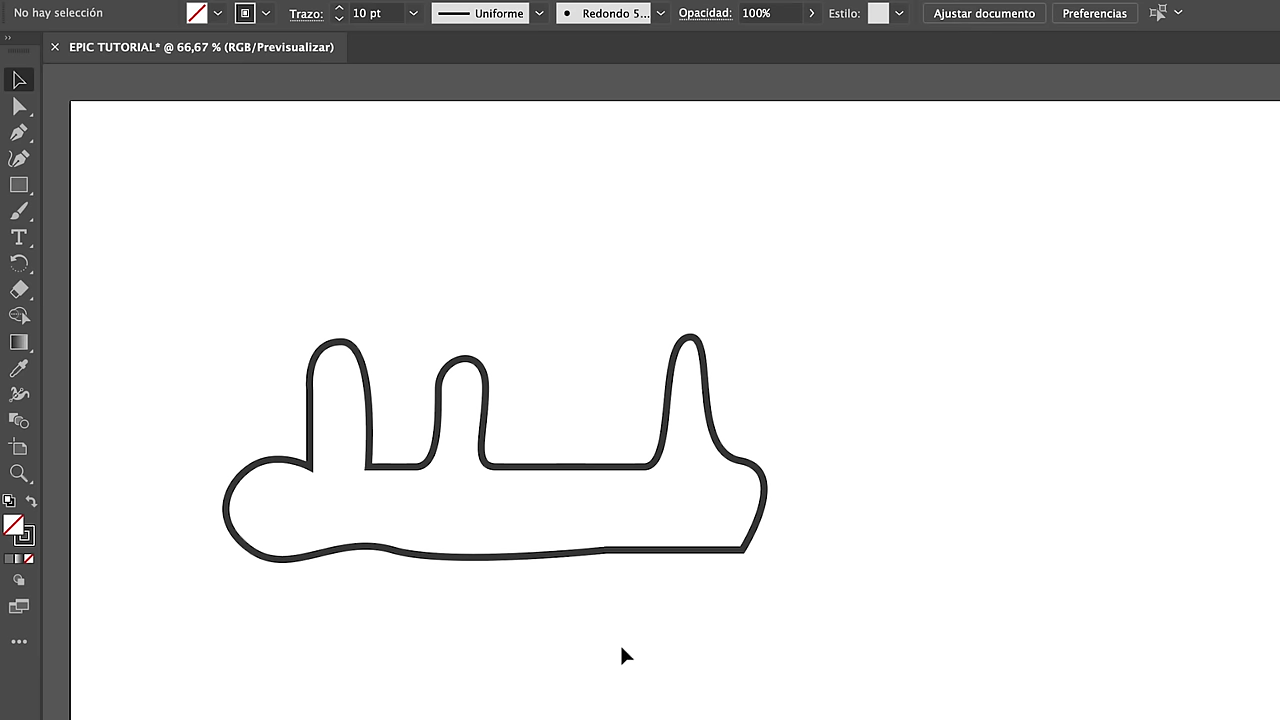 No hay selección Trazo: 10 pt Uniforme Redondo 5... Opacidad: 100% Estilo: Ajustar documento Preferencias
EPIC TUTORIAL* @ 66,67 % (RGB/Previsualizar)